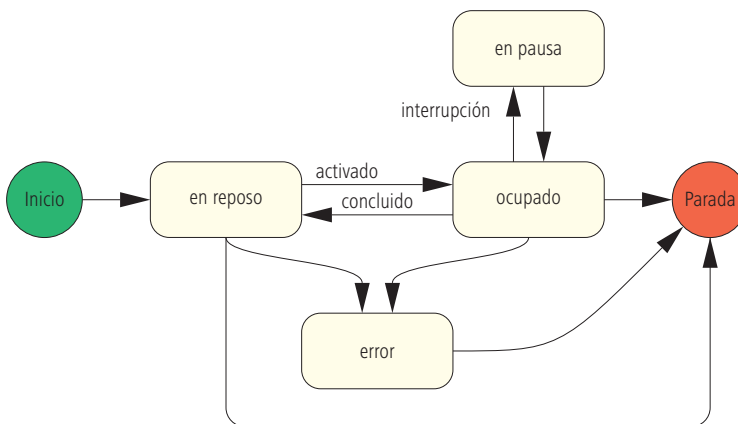 en pausa
interrupción
activado
Inicio
en reposo
concluido
ocupado
Parada
error